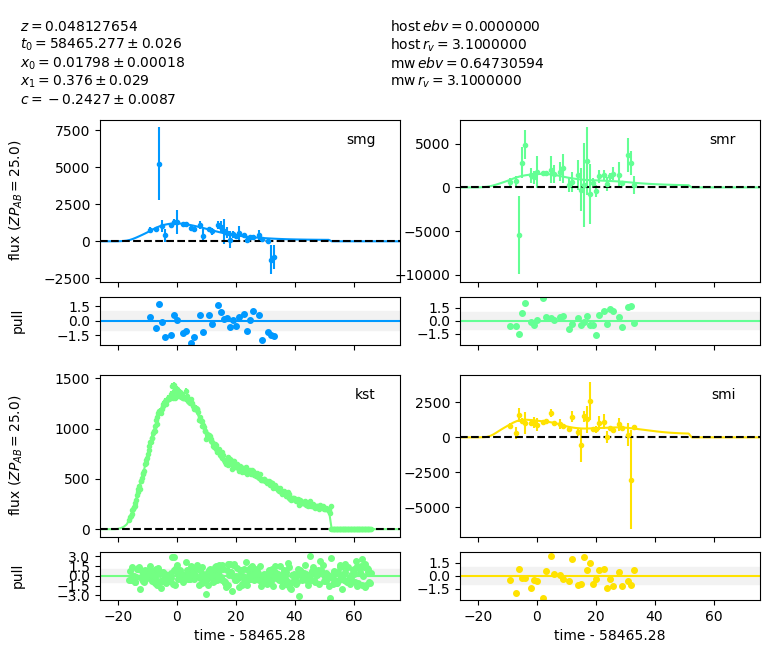 z = 0.048127654
t₀ = 58465.277 ± 0.026
x₀ = 0.01798 ± 0.00018
x₁ = 0.376 ± 0.029
c = −0.2427 ± 0.0087
host ebv = 0.0000000
host r_v = 3.1000000
mw ebv = 0.64730594
mw r_v = 3.1000000
flux (ZP_AB = 25.0)
7500
5000
2500
0
−2500
smg
5000
0
−5000
−10000
smr
pull
1.5
0.0
−1.5
1.5
0.0
−1.5
flux (ZP_AB = 25.0)
1500
1000
500
0
kst
2500
0
−2500
−5000
smi
pull
3.0
1.5
0.0
−1.5
−3.0
1.5
0.0
−1.5
−20 0 20 40 60
−20 0 20 40 60
time - 58465.28
time - 58465.28